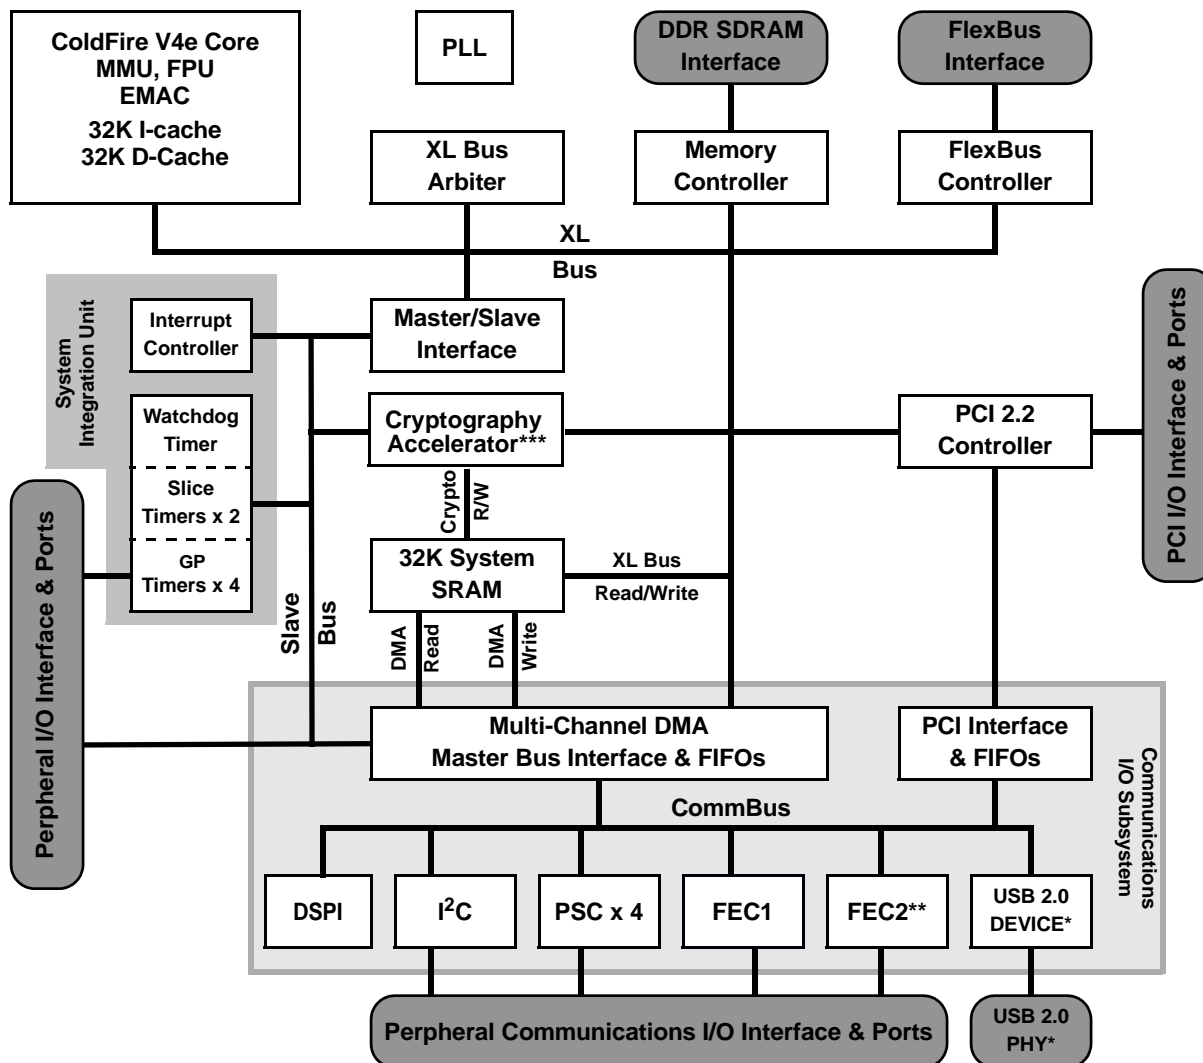 ColdFire V4e Core
MMU, FPU
EMAC
32K I-cache
32K D-Cache
PLL
DDR SDRAM
Interface
FlexBus
Interface
XL Bus
Arbiter
Memory
Controller
FlexBus
Controller
XL
Bus
System
Integration Unit
Interrupt
Controller
Master/Slave
Interface
PCI I/O Interface & Ports
Watchdog
Timer
Slice
Timers x 2
GP
Timers x 4
Cryptography
Accelerator***
PCI 2.2
Controller
Crypto
R/W
32K System
SRAM
XL Bus
Read/Write
Perpheral I/O Interface & Ports
Slave
Bus
DMA
Read
DMA
Write
Multi-Channel DMA
Master Bus Interface & FIFOs
PCI Interface
& FIFOs
Communications
I/O Subsystem
CommBus
DSPI
I²C
PSC x 4
FEC1
FEC2**
USB 2.0
DEVICE*
Perpheral Communications I/O Interface & Ports
USB 2.0
PHY*